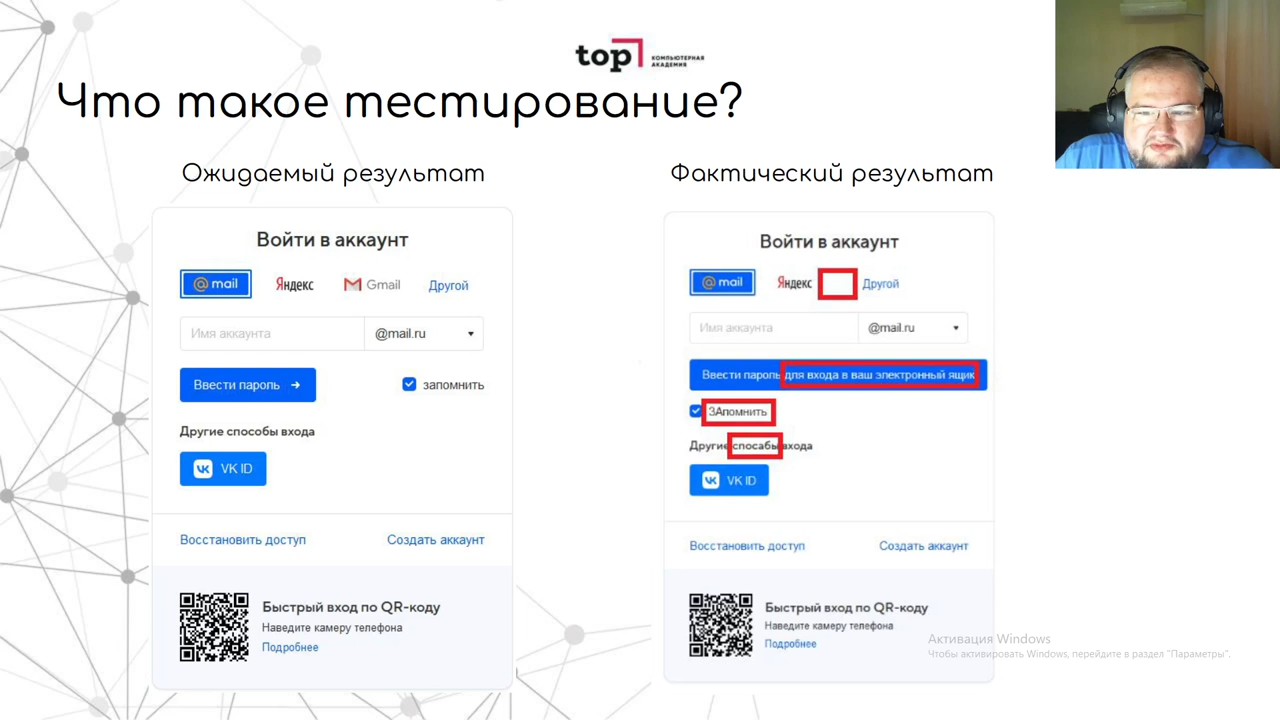 top КОМПЬЮТЕРНАЯ
АКАДЕМИЯ
Что такое тестирование?
Ожидаемый результат
Войти в аккаунт
@mail Яндекс Gmail Другой
Имя аккаунта @mail.ru
Ввести пароль → запомнить
Другие способы входа
VK ID
Восстановить доступ Создать аккаунт
Быстрый вход по QR-коду
Наведите камеру телефона
Подробнее
Фактический результат
Войти в аккаунт
@mail Яндекс Другой
Имя аккаунта @mail.ru
Ввести пароль для входа в ваш электронный ящик
ЗАпомнить
Другие спосабы входа
VK ID
Восстановить доступ Создать аккаунт
Быстрый вход по QR-коду
Наведите камеру телефона
Подробнее
Активация Windows
Чтобы активировать Windows, перейдите в раздел "Параметры".